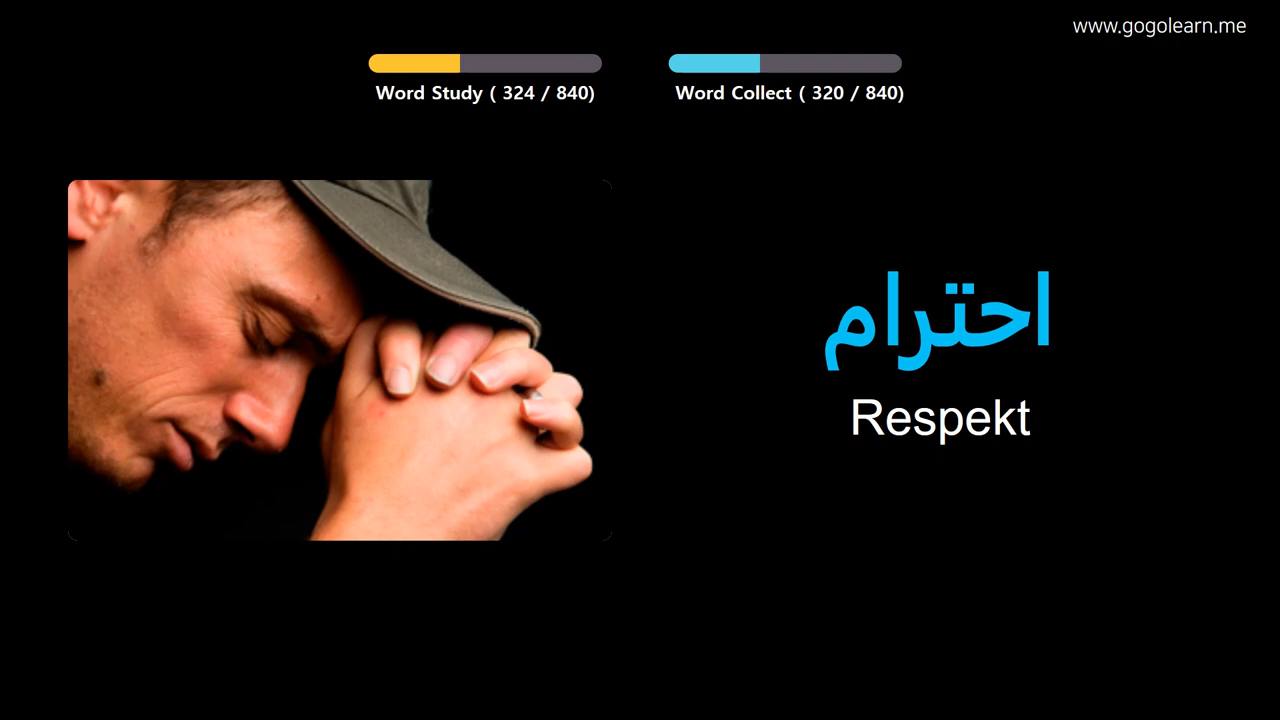 www.gogolearn.me
Word Study ( 324 / 840)
Word Collect ( 320 / 840)
احترام
Respekt